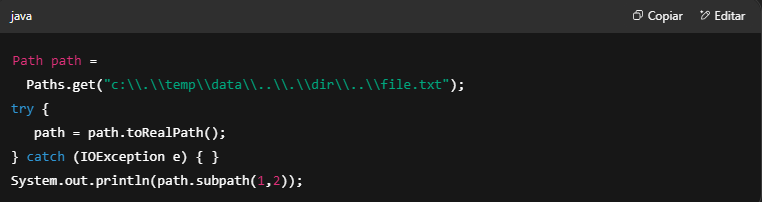 java
Copiar
Editar
Path path =
Paths.get("c:\\.\\temp\\data\\..\\.\\dir\\..\\file.txt");
try {
path = path.toRealPath();
} catch (IOException e) { }
System.out.println(path.subpath(1,2));